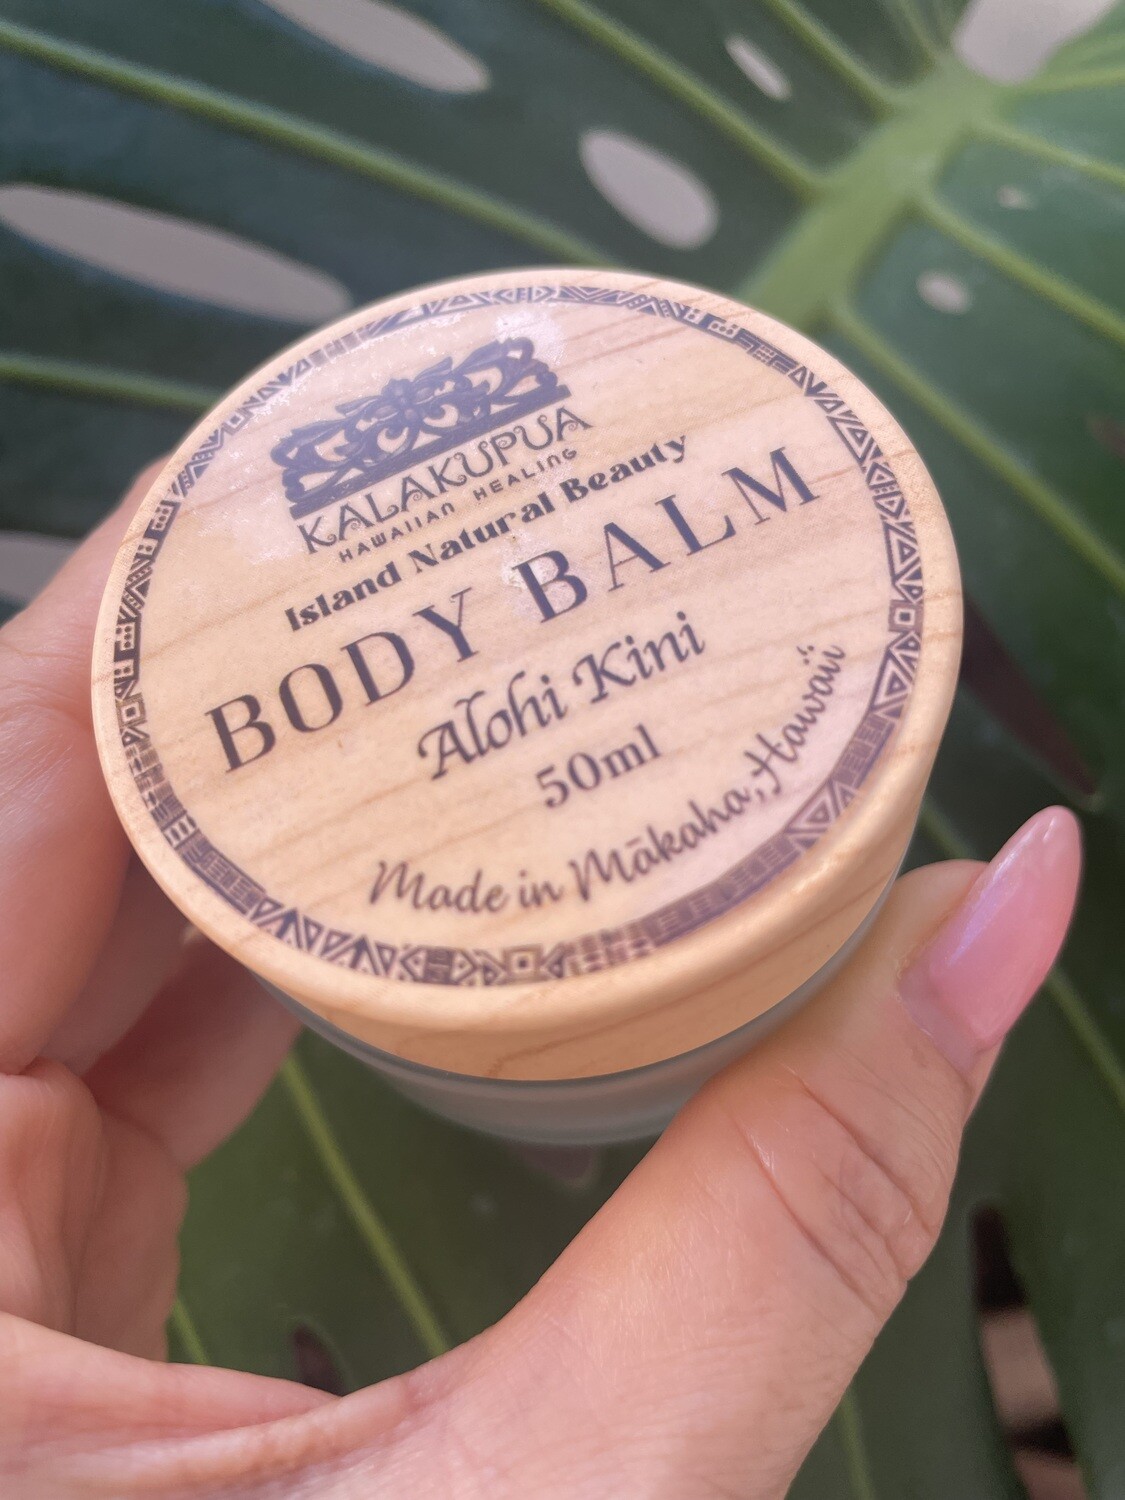 KALAKUPUA
HAWAIIAN HEALING
Island Natural Beauty
BODY BALM
Alohi Kini
50ml
Made in Mākaha, Hawaiʻi